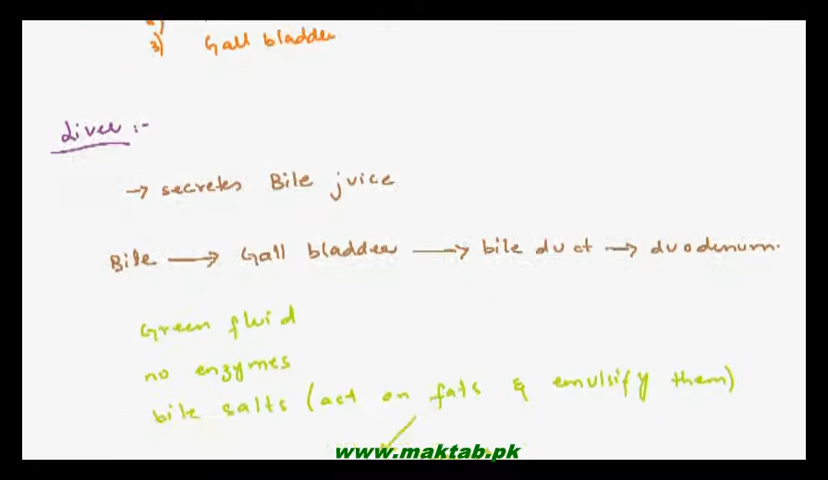 3) Gall bladder
Liver :-
→ secretes Bile juice
Bile → Gall bladder → bile duct → duodenum.
Green fluid
no enzymes
bile salts (act on fats & emulsify them)
www.maktab.pk